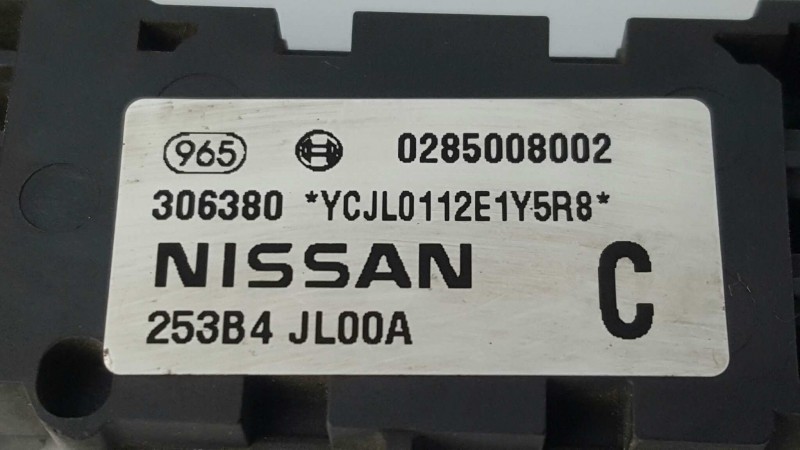 965 0285008002
306380 *YCJL0112E1Y5R8*
NISSAN C
253B4 JL00A